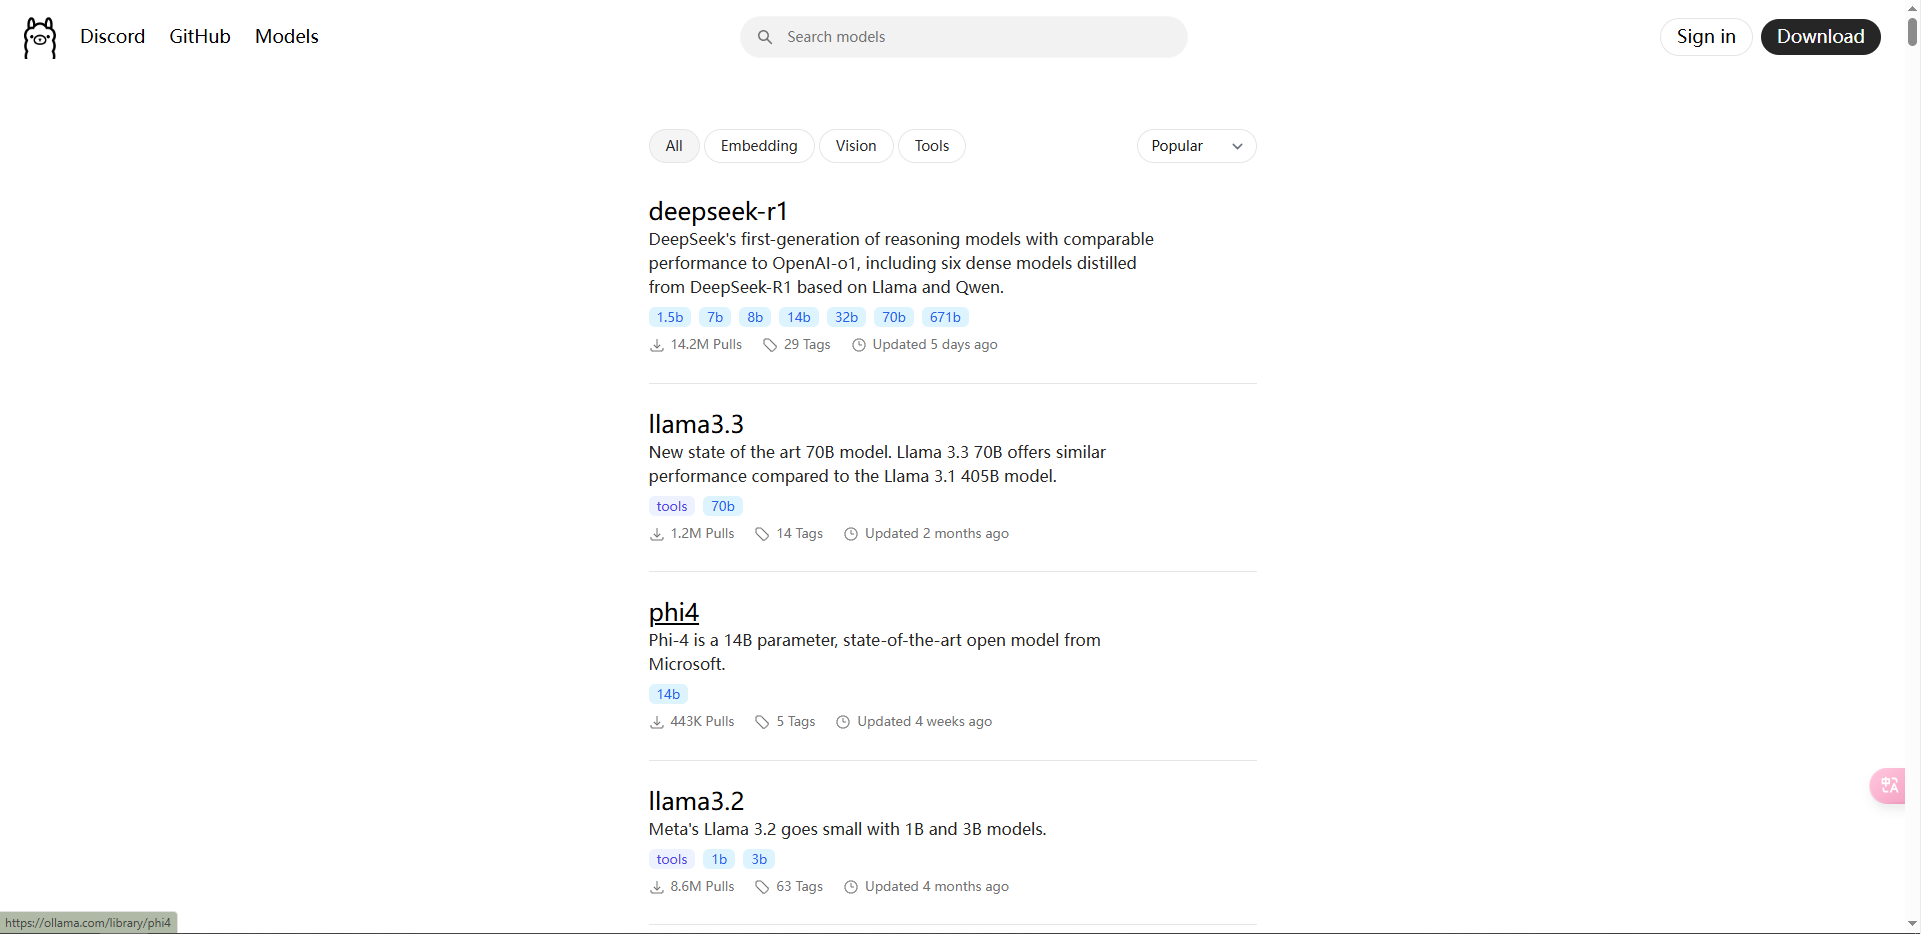 Discord GitHub Models Search models Sign in Download
All Embedding Vision Tools Popular
deepseek-r1
DeepSeek's first-generation of reasoning models with comparable
performance to OpenAI-o1, including six dense models distilled
from DeepSeek-R1 based on Llama and Qwen.
1.5b 7b 8b 14b 32b 70b 671b
14.2M Pulls 29 Tags Updated 5 days ago
llama3.3
New state of the art 70B model. Llama 3.3 70B offers similar
performance compared to the Llama 3.1 405B model.
tools 70b
1.2M Pulls 14 Tags Updated 2 months ago
phi4
Phi-4 is a 14B parameter, state-of-the-art open model from
Microsoft.
14b
443K Pulls 5 Tags Updated 4 weeks ago
llama3.2
Meta's Llama 3.2 goes small with 1B and 3B models.
tools 1b 3b
8.6M Pulls 63 Tags Updated 4 months ago
https://ollama.com/library/phi4